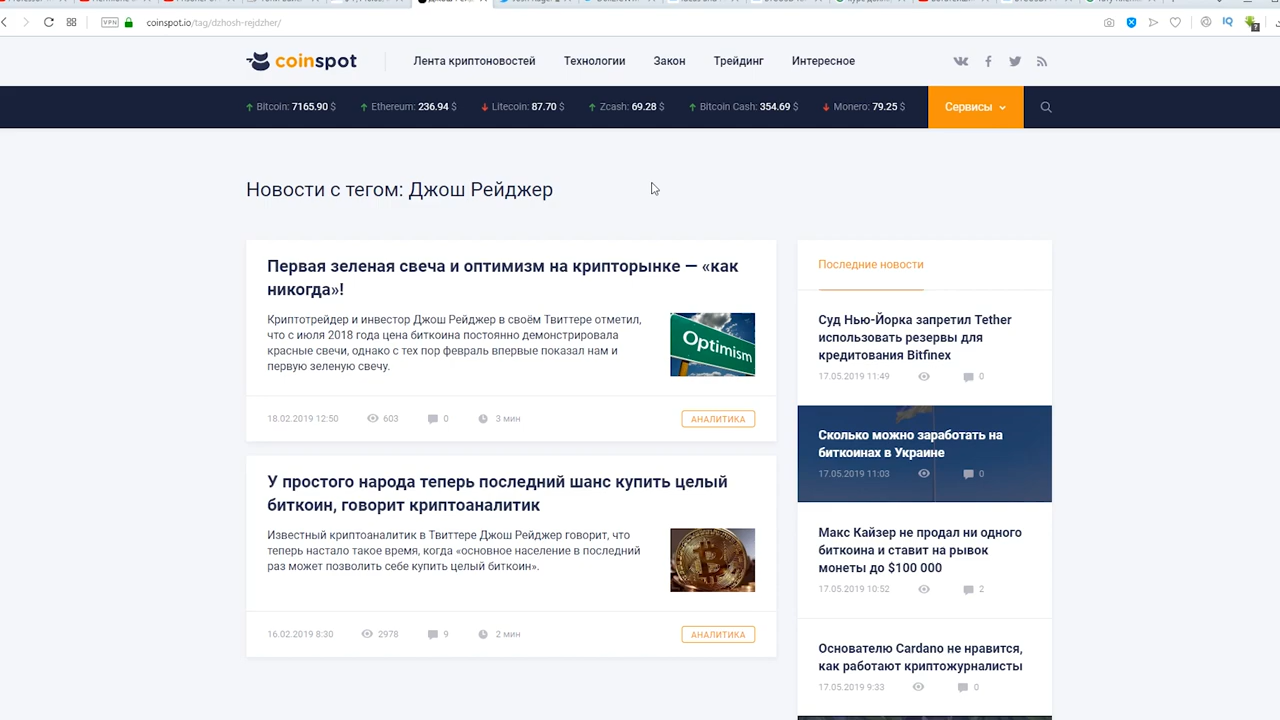 VPN coinspot.io/tag/dzhosh-rejdzher/ IQ ?
coinspot Лента криптоновостей Технологии Закон Трейдинг Интересное
Bitcoin: 7165.90 $ Ethereum: 236.94 $ Litecoin: 87.70 $ Zcash: 69.28 $ Bitcoin Cash: 354.69 $ Monero: 79.25 $ Сервисы
Новости с тегом: Джош Рейджер
Первая зеленая свеча и оптимизм на крипторынке — «как
никогда»!
Криптотрейдер и инвестор Джош Рейджер в своём Твиттере отметил,
что с июля 2018 года цена биткоина постоянно демонстрировала
красные свечи, однако с тех пор февраль впервые показал нам и
первую зеленую свечу.
Optimism
18.02.2019 12:50 603 0 3 мин АНАЛИТИКА
У простого народа теперь последний шанс купить целый
биткоин, говорит криптоаналитик
Известный криптоаналитик в Твиттере Джош Рейджер говорит, что
теперь настало такое время, когда «основное население в последний
раз может позволить себе купить целый биткоин».
16.02.2019 8:30 2978 9 2 мин АНАЛИТИКА
Последние новости
Суд Нью-Йорка запретил Tether
использовать резервы для
кредитования Bitfinex
17.05.2019 11:49 0
Сколько можно заработать на
биткоинах в Украине
17.05.2019 11:03 0
Макс Кайзер не продал ни одного
биткоина и ставит на рывок
монеты до $100 000
17.05.2019 10:52 2
Основателю Cardano не нравится,
как работают криптожурналисты
17.05.2019 9:33 0